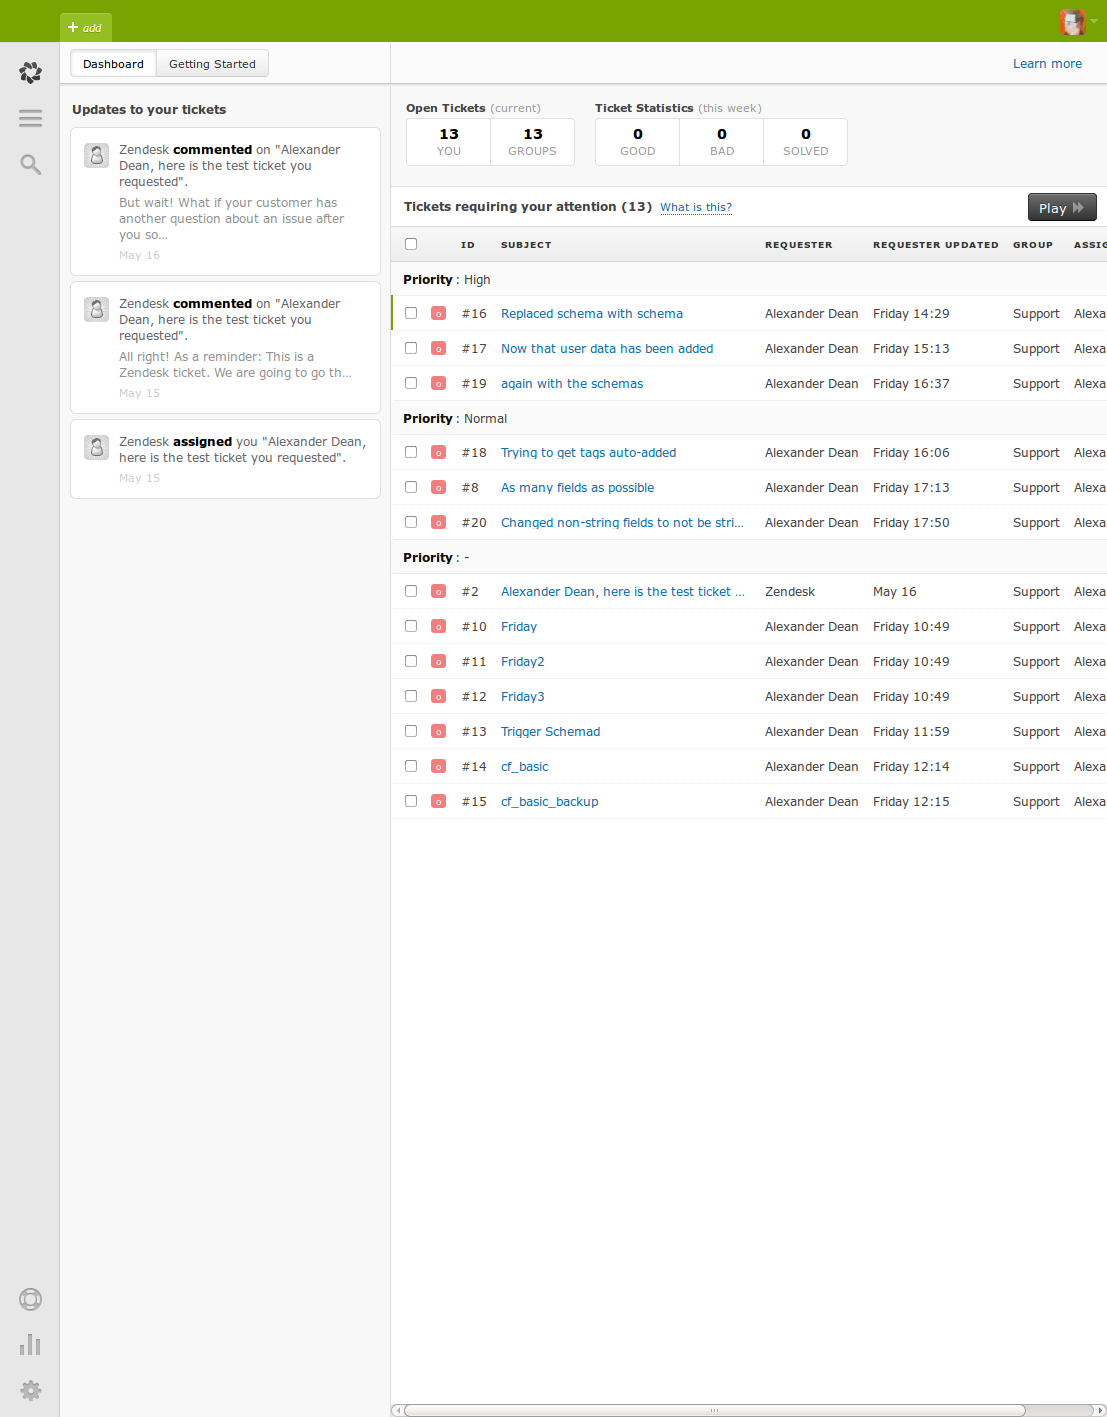 add
Dashboard
Getting Started
Learn more
Updates to your tickets
Zendesk commented on "Alexander
Dean, here is the test ticket you
requested".
But wait! What if your customer has
another question about an issue after
you so...
May 16
Zendesk commented on "Alexander
Dean, here is the test ticket you
requested".
All right! As a reminder: This is a
Zendesk ticket. We are going to go th...
May 15
Zendesk assigned you "Alexander Dean,
here is the test ticket you requested".
May 15
Open Tickets (current)
13 YOU
13 GROUPS
Ticket Statistics (this week)
0 GOOD
0 BAD
0 SOLVED
Tickets requiring your attention (13) What is this?
Play
ID SUBJECT REQUESTER REQUESTER UPDATED GROUP ASSIG
Priority : High
o #16 Replaced schema with schema Alexander Dean Friday 14:29 Support Alexa
o #17 Now that user data has been added Alexander Dean Friday 15:13 Support Alexa
o #19 again with the schemas Alexander Dean Friday 16:37 Support Alexa
Priority : Normal
o #18 Trying to get tags auto-added Alexander Dean Friday 16:06 Support Alexa
o #8 As many fields as possible Alexander Dean Friday 17:13 Support Alexa
o #20 Changed non-string fields to not be stri... Alexander Dean Friday 17:50 Support Alexa
Priority : -
o #2 Alexander Dean, here is the test ticket ... Zendesk May 16 Support Alexa
o #10 Friday Alexander Dean Friday 10:49 Support Alexa
o #11 Friday2 Alexander Dean Friday 10:49 Support Alexa
o #12 Friday3 Alexander Dean Friday 10:49 Support Alexa
o #13 Trigger Schemad Alexander Dean Friday 11:59 Support Alexa
o #14 cf_basic Alexander Dean Friday 12:14 Support Alexa
o #15 cf_basic_backup Alexander Dean Friday 12:15 Support Alexa